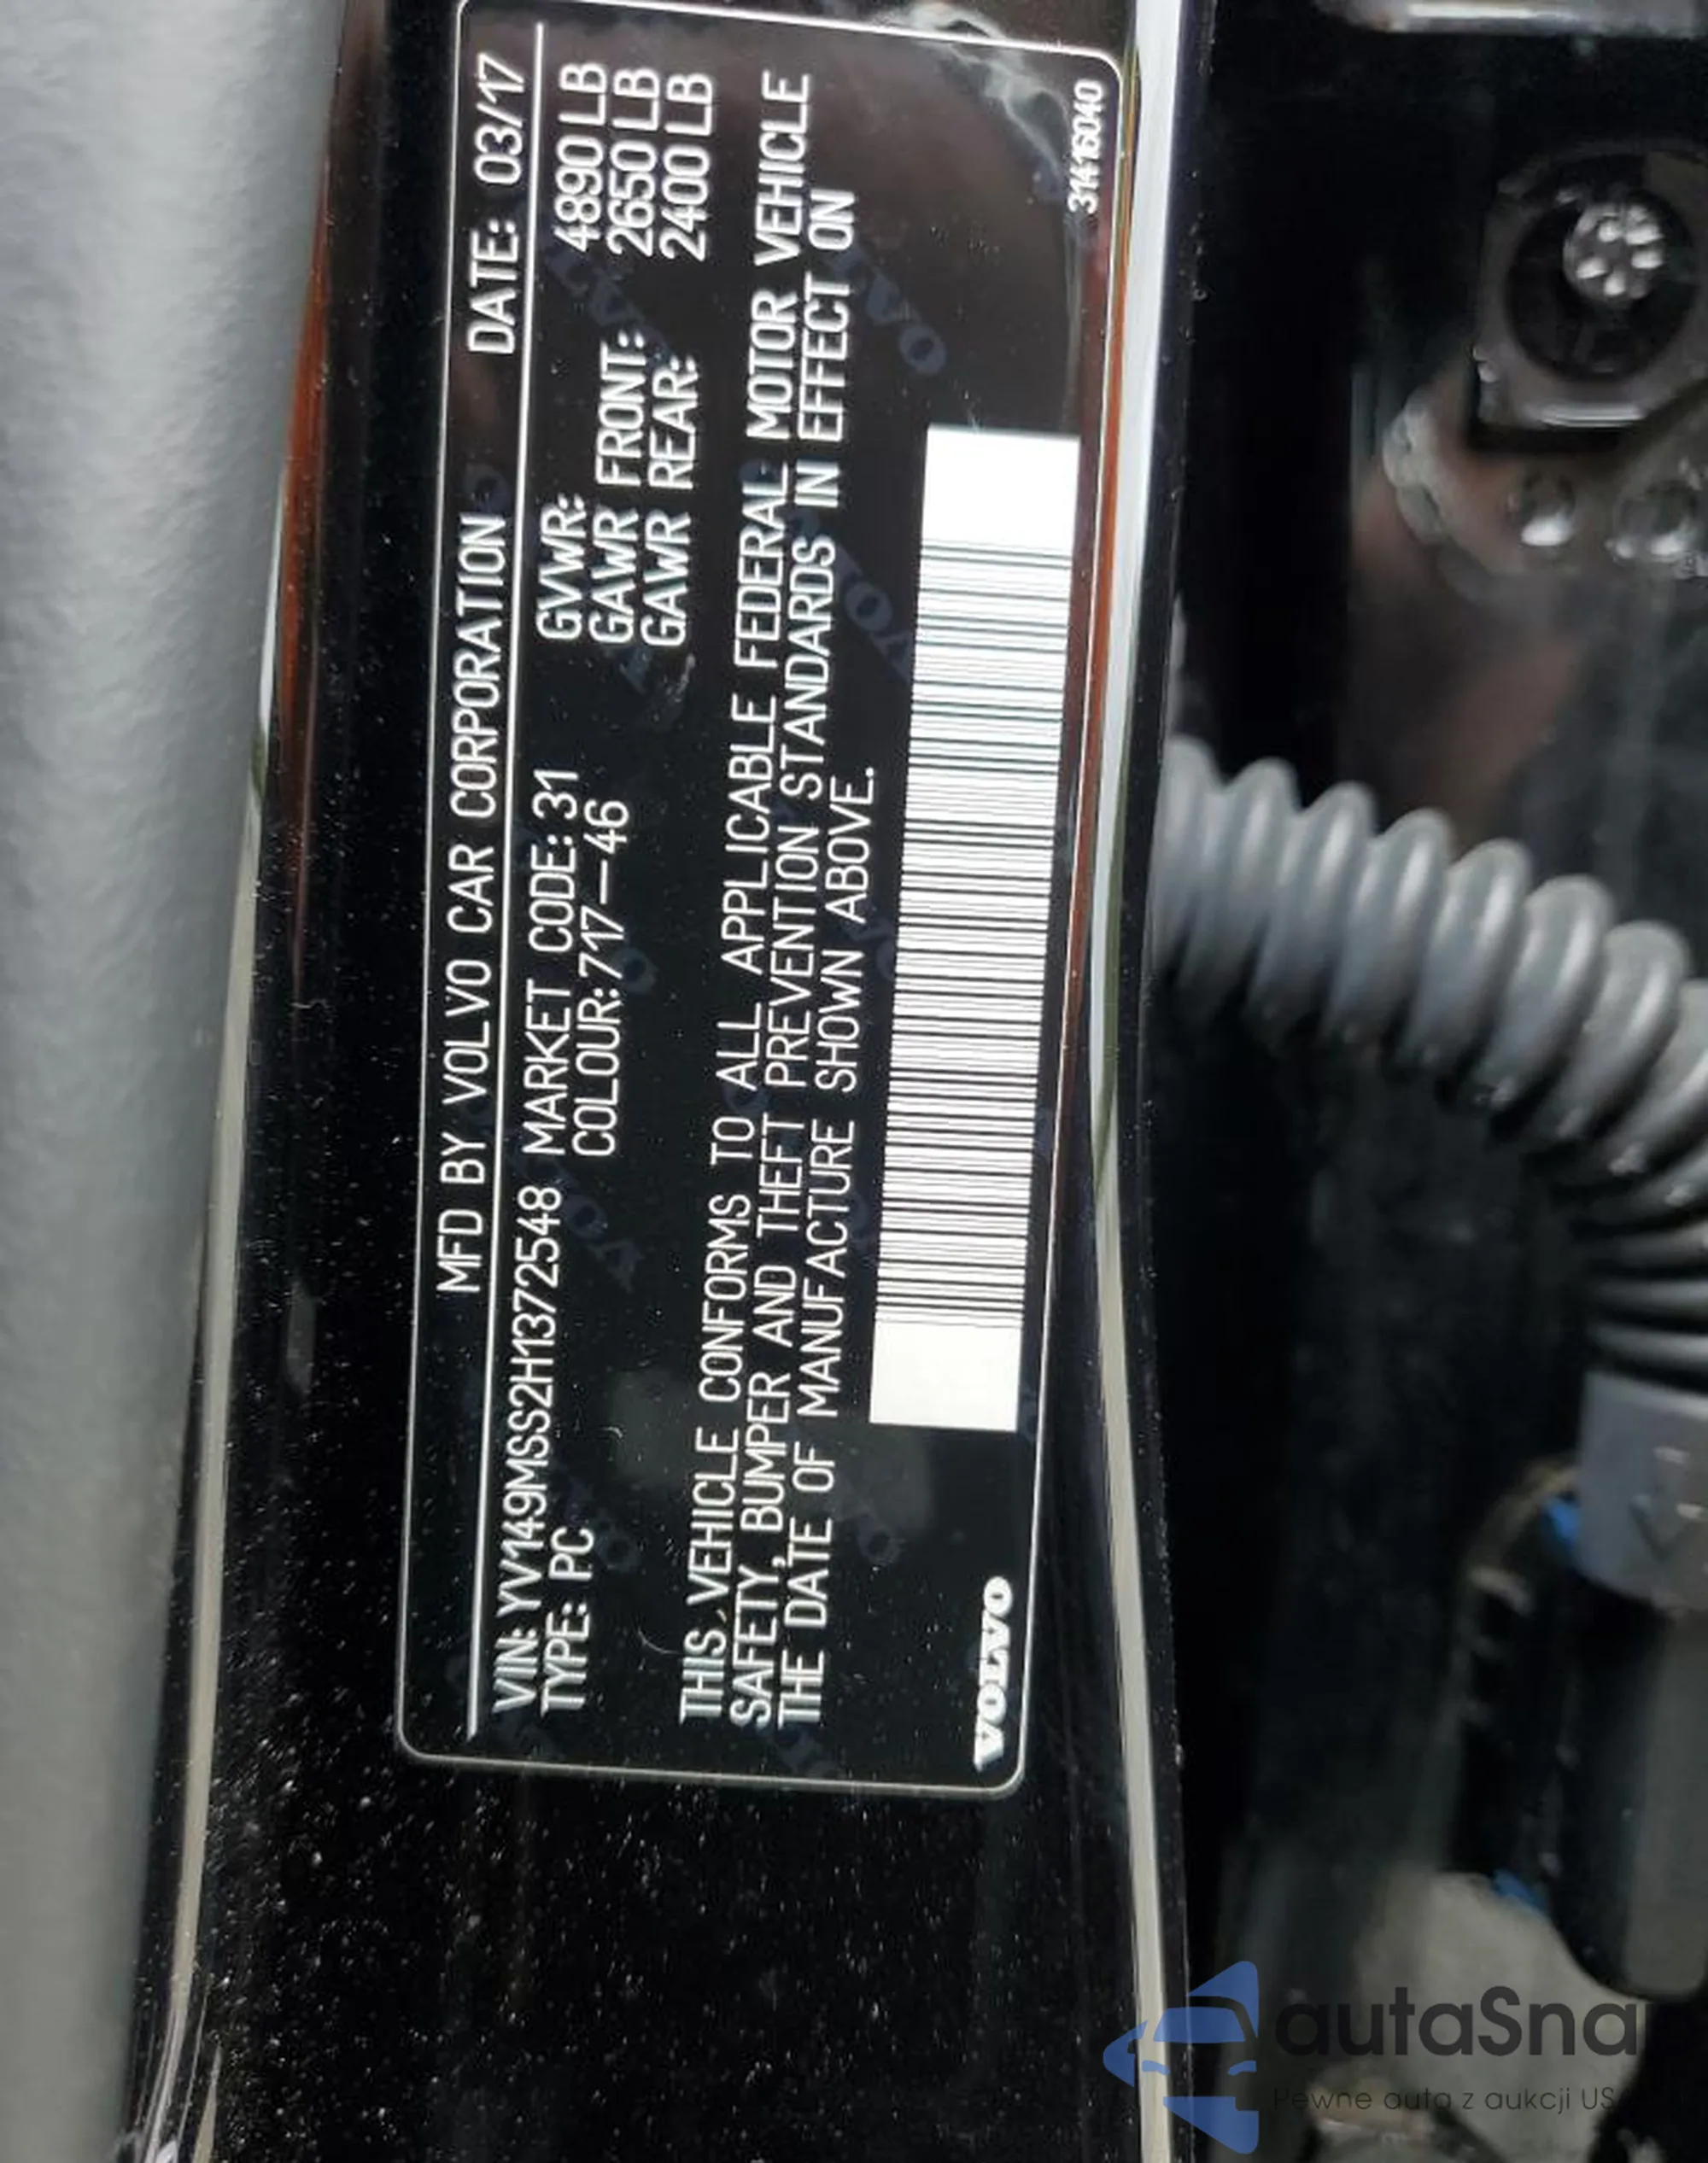 MFD BY VOLVO CAR CORPORATION DATE: 03/17
VIN: YV149MSS2H1372548 MARKET CODE: 31 GVWR: 4890 LB
TYPE: PC COLOUR: 717—46 GAWR FRONT: 2650 LB
GAWR REAR: 2400 LB
THIS VEHICLE CONFORMS TO ALL APPLICABLE FEDERAL MOTOR VEHICLE
SAFETY, BUMPER AND THEFT PREVENTION STANDARDS IN EFFECT ON
THE DATE OF MANUFACTURE SHOWN ABOVE.
VOLVO
31416040
autaSna
Pewne auta z aukcji US